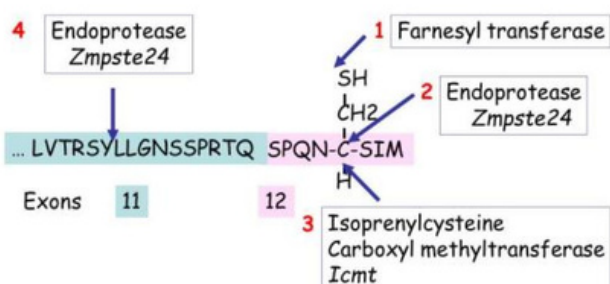 4 Endoprotease
Zmpste24
1 Farnesyl transferase
SH
CH2
2 Endoprotease
Zmpste24
... LVTRSYLLGNSSPRTQ SPQN-C-SIM
H
Exons 11 12
3 Isoprenylcysteine
Carboxyl methyltransferase
Icmt